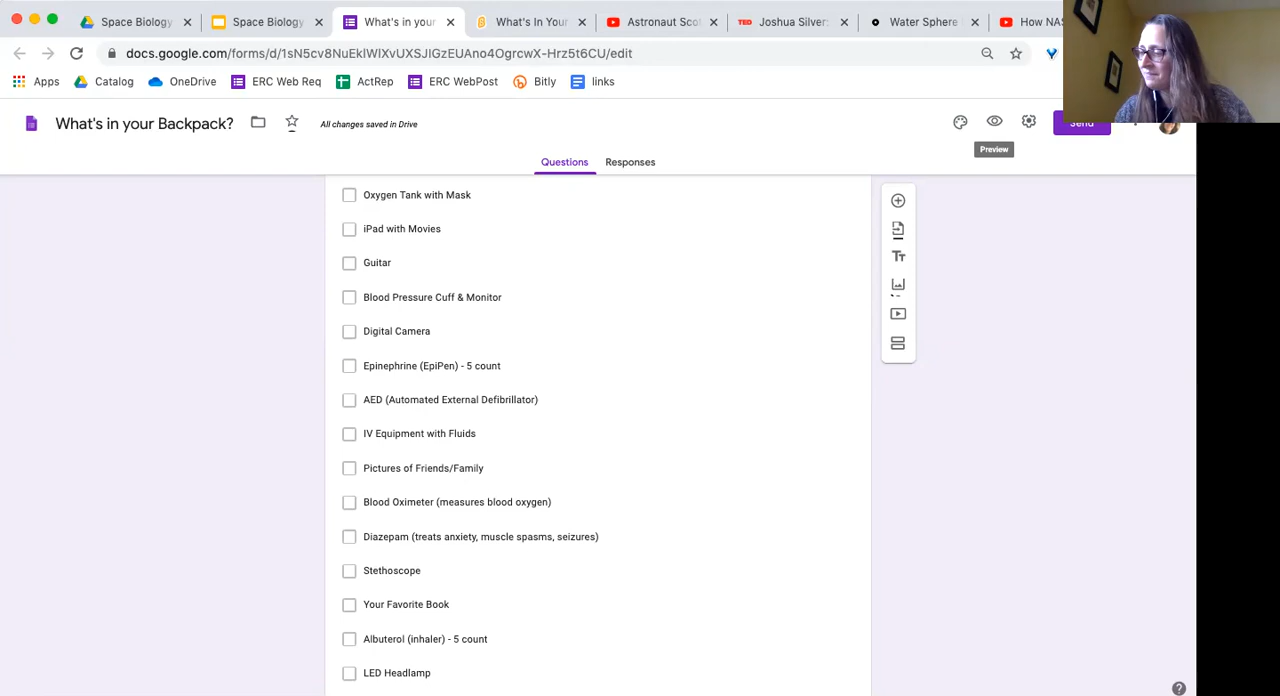 Space Biology
Space Biology
What's in your
What's In Your
Astronaut Sco
TED Joshua Silver
Water Sphere
How NAS
docs.google.com/forms/d/1sN5cv8NuEklWIXvUXSJIGzEUAno4OgrcwX-Hrz5t6CU/edit
Apps Catalog OneDrive ERC Web Req ActRep ERC WebPost Bitly links
What's in your Backpack? All changes saved in Drive
Send
Preview
Questions Responses
Oxygen Tank with Mask
iPad with Movies
Guitar
Blood Pressure Cuff & Monitor
Digital Camera
Epinephrine (EpiPen) - 5 count
AED (Automated External Defibrillator)
IV Equipment with Fluids
Pictures of Friends/Family
Blood Oximeter (measures blood oxygen)
Diazepam (treats anxiety, muscle spasms, seizures)
Stethoscope
Your Favorite Book
Albuterol (inhaler) - 5 count
LED Headlamp